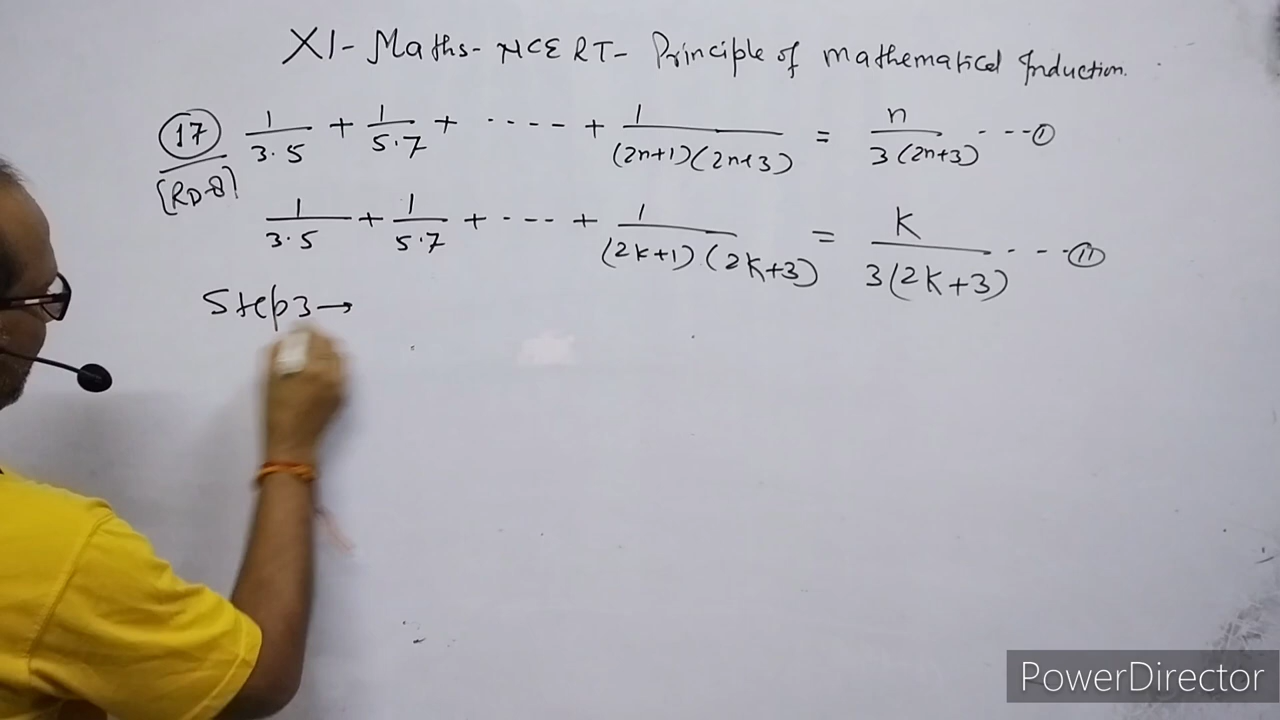 XI - Maths - NCERT - Principle of mathematical Induction.
17 1/3·5 + 1/5·7 + ---- + 1/(2n+1)(2n+3) = n/3(2n+3) ---①
[RD-8]
1/3·5 + 1/5·7 + ---- + 1/(2k+1)(2k+3) = k/3(2k+3) ---⑪
Step3→
PowerDirector